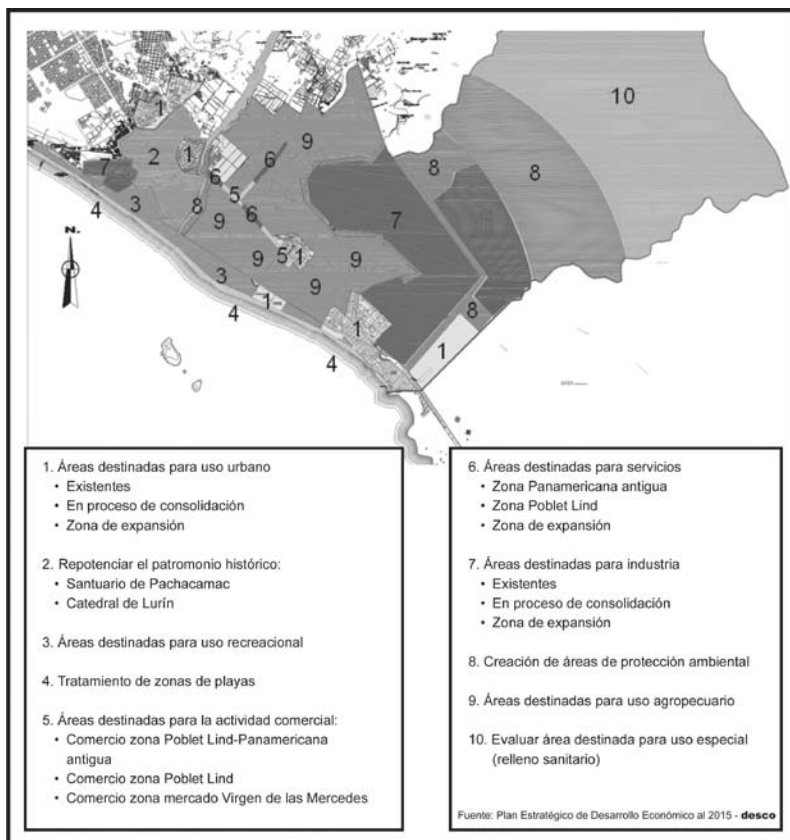 10
1
9
2
1
6
8
8
6
7
5
7
3
8
4
9
6
9
5
1
9
3
9
8
1
4
1
1
4
N.
1. Áreas destinadas para uso urbano
• Existentes
• En proceso de consolidación
• Zona de expansión
2. Repotenciar el patromonio histórico:
• Santuario de Pachacamac
• Catedral de Lurín
3. Áreas destinadas para uso recreacional
4. Tratamiento de zonas de playas
5. Áreas destinadas para la actividad comercial:
• Comercio zona Poblet Lind-Panamericana
antigua
• Comercio zona Poblet Lind
• Comercio zona mercado Virgen de las Mercedes
6. Áreas destinadas para servicios
• Zona Panamericana antigua
• Zona Poblet Lind
• Zona de expansión
7. Áreas destinadas para industria
• Existentes
• En proceso de consolidación
• Zona de expansión
8. Creación de áreas de protección ambiental
9. Áreas destinadas para uso agropecuario
10. Evaluar área destinada para uso especial
(relleno sanitario)
Fuente: Plan Estratégico de Desarrollo Económico al 2015 - desco